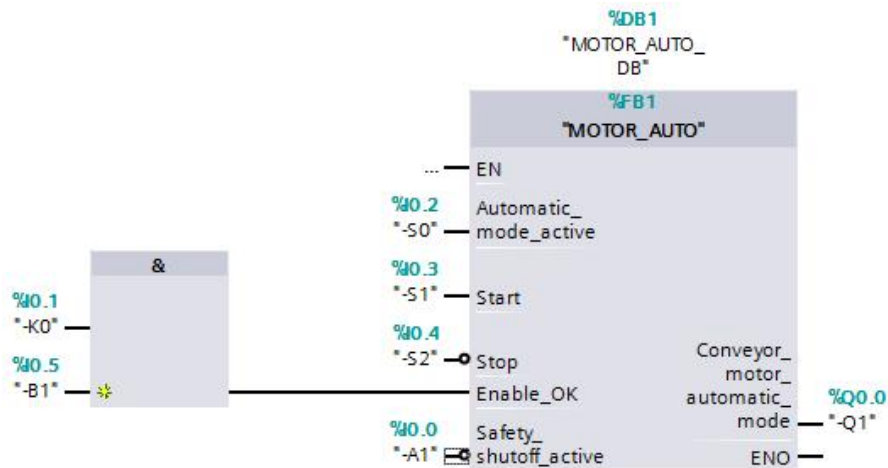 %DB1
"MOTOR_AUTO_
DB"
%FB1
"MOTOR_AUTO"
... EN
%I0.2
"-S0"
Automatic_
mode_active
%I0.3
"-S1"
Start
%I0.4
"-S2"
Stop
&
%I0.1
"-K0"
%I0.5
"-B1"
Enable_OK
%I0.0
"-A1"
Safety_
shutoff_active
Conveyor_
motor_
automatic_
mode
%Q0.0
"-Q1"
ENO